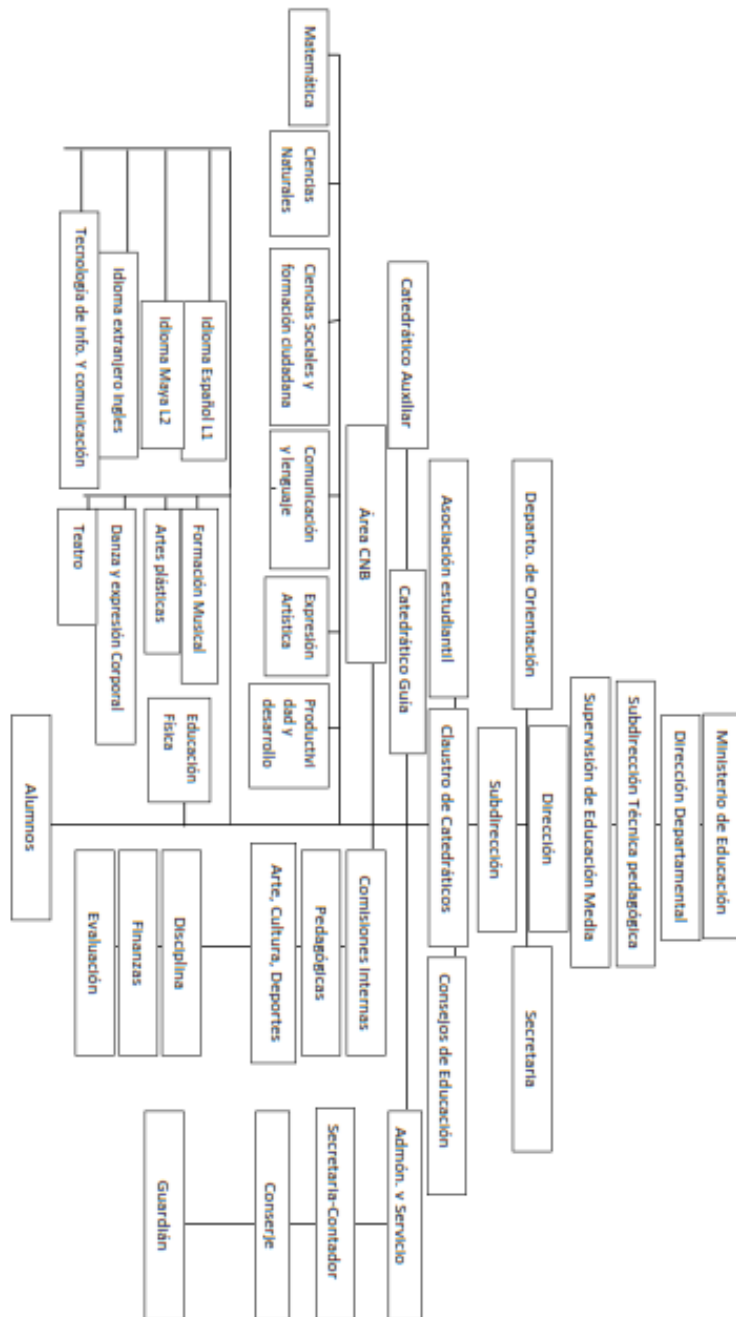 Ministerio de Educación
Dirección Departamental
Subdirección Técnica pedagógica
Supervisión de Educación Media
Dirección
Departo. de Orientación
Secretaria
Subdirección
Asociación estudiantil
Claustro de Catedráticos
Consejos de Educación
Catedrático Auxiliar
Catedrático Guia
Admón. y Servicio
Área CNB
Comisiones Internas
Secretaria-Contador
Pedagógicas
Matemática
Ciencias
Naturales
Ciencias Sociales y
formación ciudadana
Comunicación
y lenguaje
Expresión
Artística
Productivi
dad y
desarrollo
Arte, Cultura, Deportes
Conserje
Idioma Español L1
Idioma Maya L2
Idioma extranjero Ingles
Tecnología de Info. Y comunicación
Formación Musical
Artes plásticas
Danza y expresión Corporal
Teatro
Educación
Física
Disciplina
Finanzas
Evaluación
Guardián
Alumnos